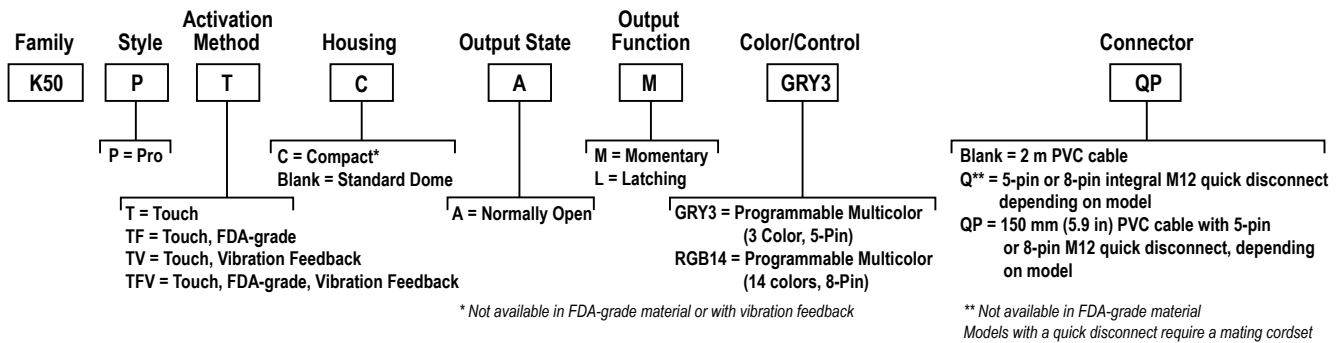 Family
Style
Activation
Method
Housing
Output State
Output
Function
Color/Control
Connector
K50
P
T
C
A
M
GRY3
QP
P = Pro
T = Touch
TF = Touch, FDA-grade
TV = Touch, Vibration Feedback
TFV = Touch, FDA-grade, Vibration Feedback
C = Compact*
Blank = Standard Dome
A = Normally Open
M = Momentary
L = Latching
GRY3 = Programmable Multicolor
(3 Color, 5-Pin)
RGB14 = Programmable Multicolor
(14 colors, 8-Pin)
Blank = 2 m PVC cable
Q** = 5-pin or 8-pin integral M12 quick disconnect
depending on model
QP = 150 mm (5.9 in) PVC cable with 5-pin
or 8-pin M12 quick disconnect, depending
on model
* Not available in FDA-grade material or with vibration feedback
** Not available in FDA-grade material
Models with a quick disconnect require a mating cordset